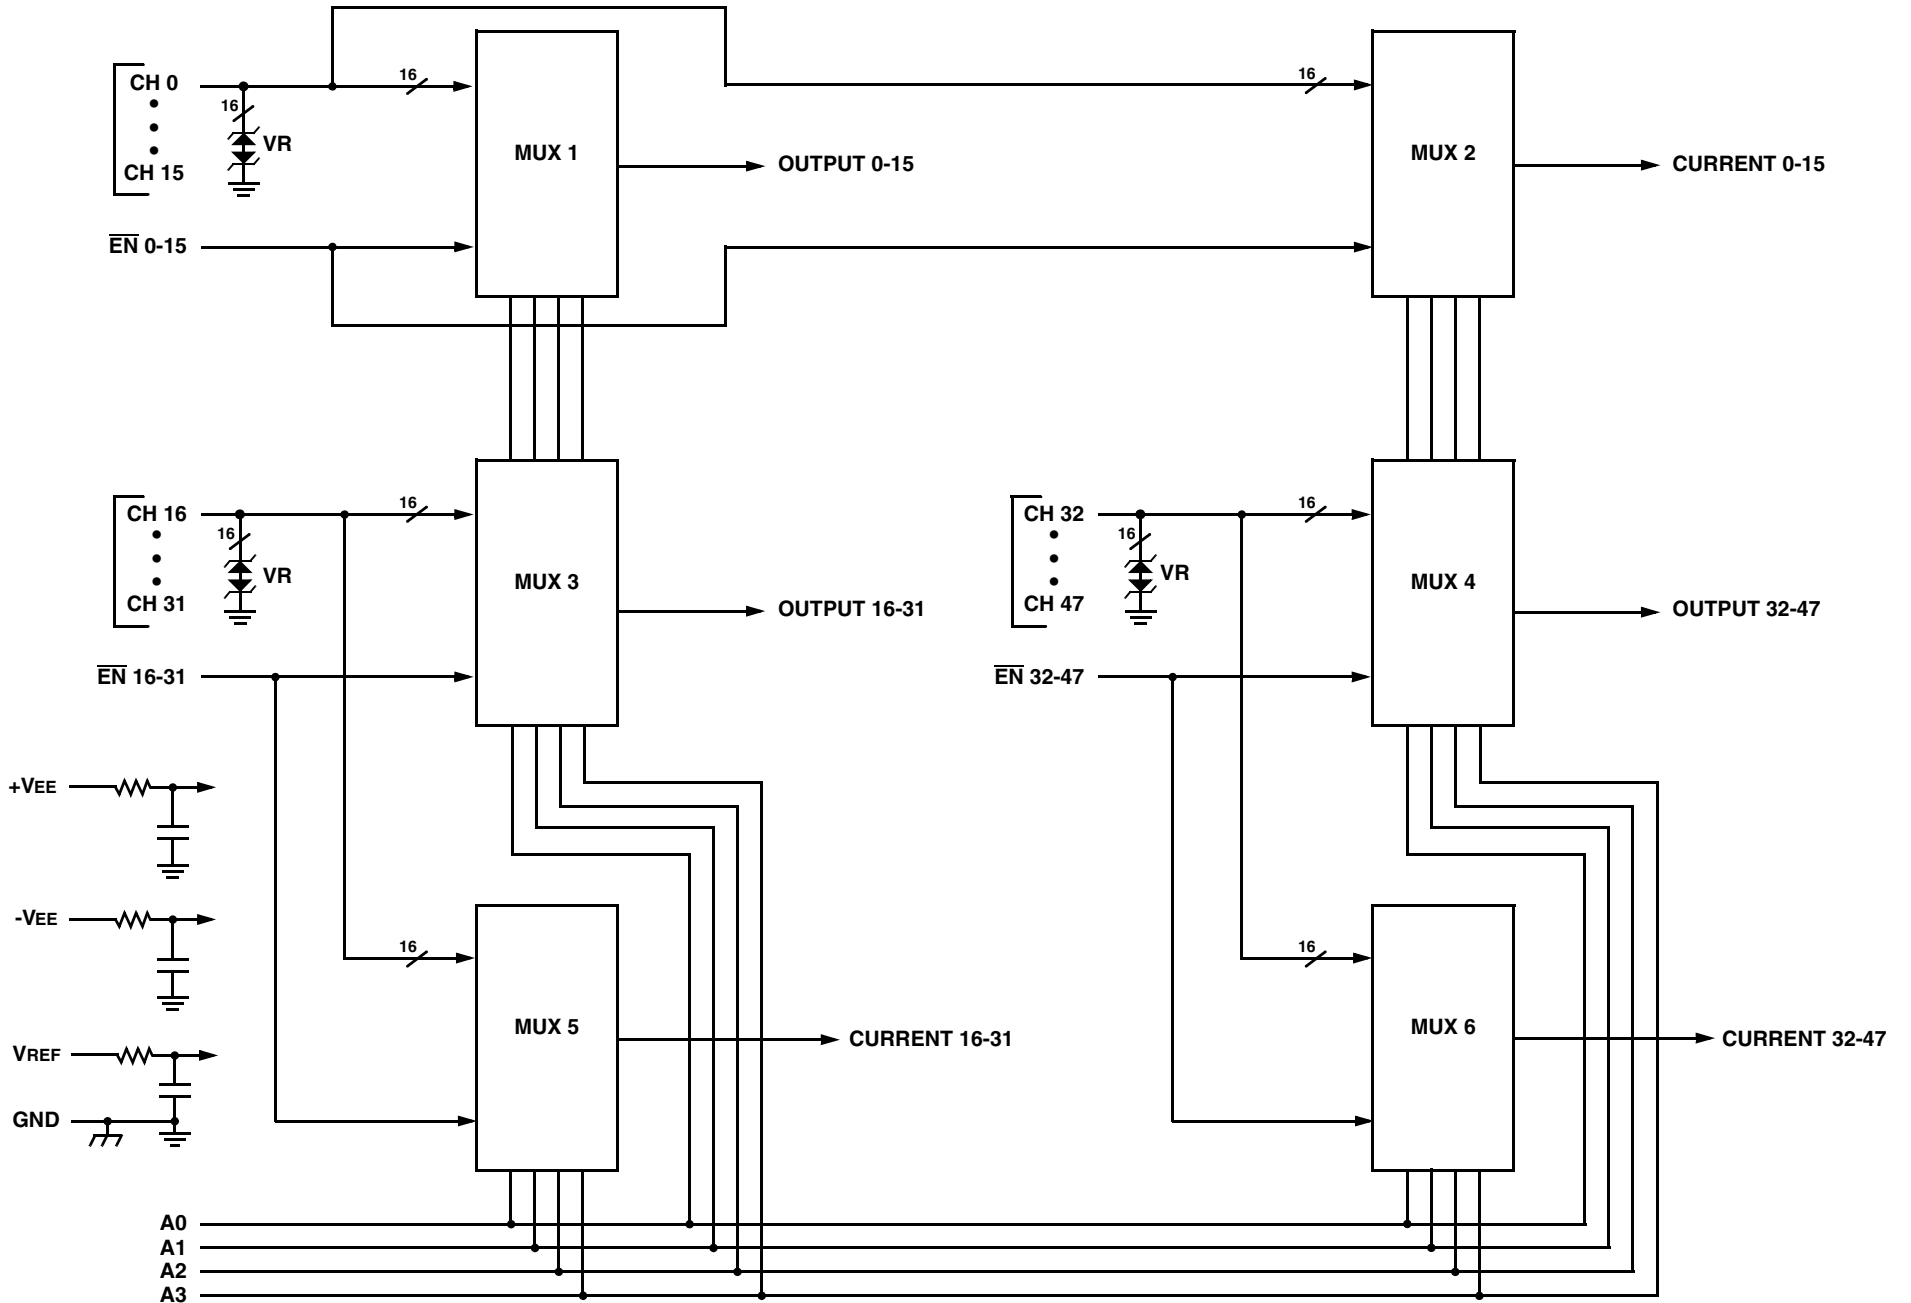 CH 0
16
16
VR
CH 15
MUX 1
OUTPUT 0-15
16
MUX 2
CURRENT 0-15
EN 0-15
CH 16
16
16
VR
CH 31
MUX 3
OUTPUT 16-31
EN 16-31
CH 32
16
16
VR
CH 47
MUX 4
OUTPUT 32-47
EN 32-47
+VEE
-VEE
VREF
GND
16
MUX 5
CURRENT 16-31
16
MUX 6
CURRENT 32-47
A0
A1
A2
A3